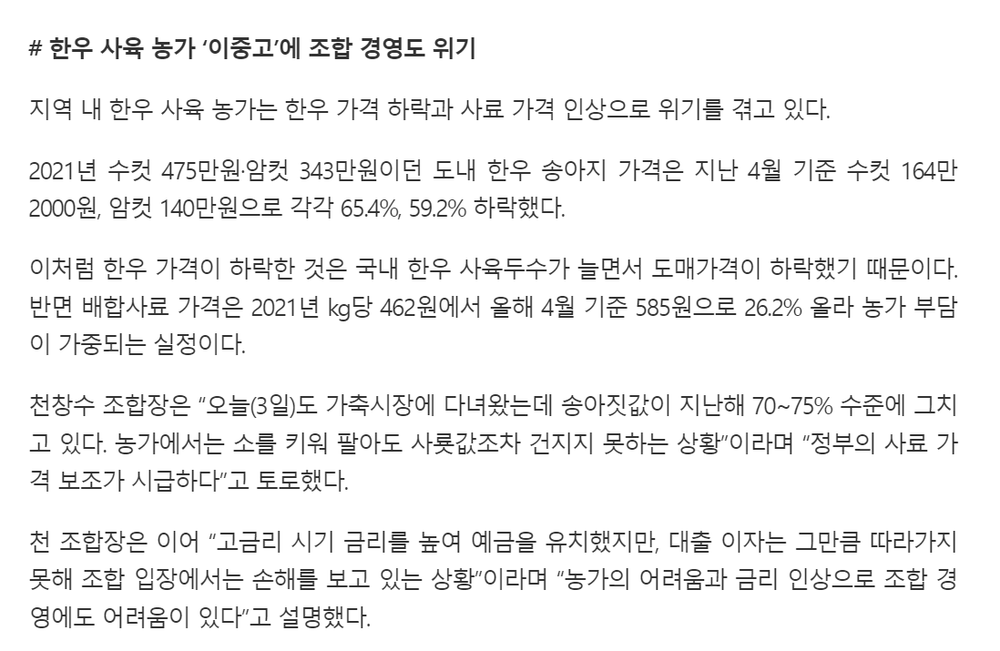 # 한우 사육 농가 ‘이중고’에 조합 경영도 위기
지역 내 한우 사육 농가는 한우 가격 하락과 사료 가격 인상으로 위기를 겪고 있다.
2021년 수컷 475만원·암컷 343만원이던 도내 한우 송아지 가격은 지난 4월 기준 수컷 164만
2000원, 암컷 140만원으로 각각 65.4%, 59.2% 하락했다.
이처럼 한우 가격이 하락한 것은 국내 한우 사육두수가 늘면서 도매가격이 하락했기 때문이다.
반면 배합사료 가격은 2021년 kg당 462원에서 올해 4월 기준 585원으로 26.2% 올라 농가 부담
이 가중되는 실정이다.
천창수 조합장은 “오늘(3일)도 가축시장에 다녀왔는데 송아짓값이 지난해 70~75% 수준에 그치
고 있다. 농가에서는 소를 키워 팔아도 사룟값조차 건지지 못하는 상황”이라며 “정부의 사료 가
격 보조가 시급하다”고 토로했다.
천 조합장은 이어 “고금리 시기 금리를 높여 예금을 유치했지만, 대출 이자는 그만큼 따라가지
못해 조합 입장에서는 손해를 보고 있는 상황”이라며 “농가의 어려움과 금리 인상으로 조합 경
영에도 어려움이 있다”고 설명했다.